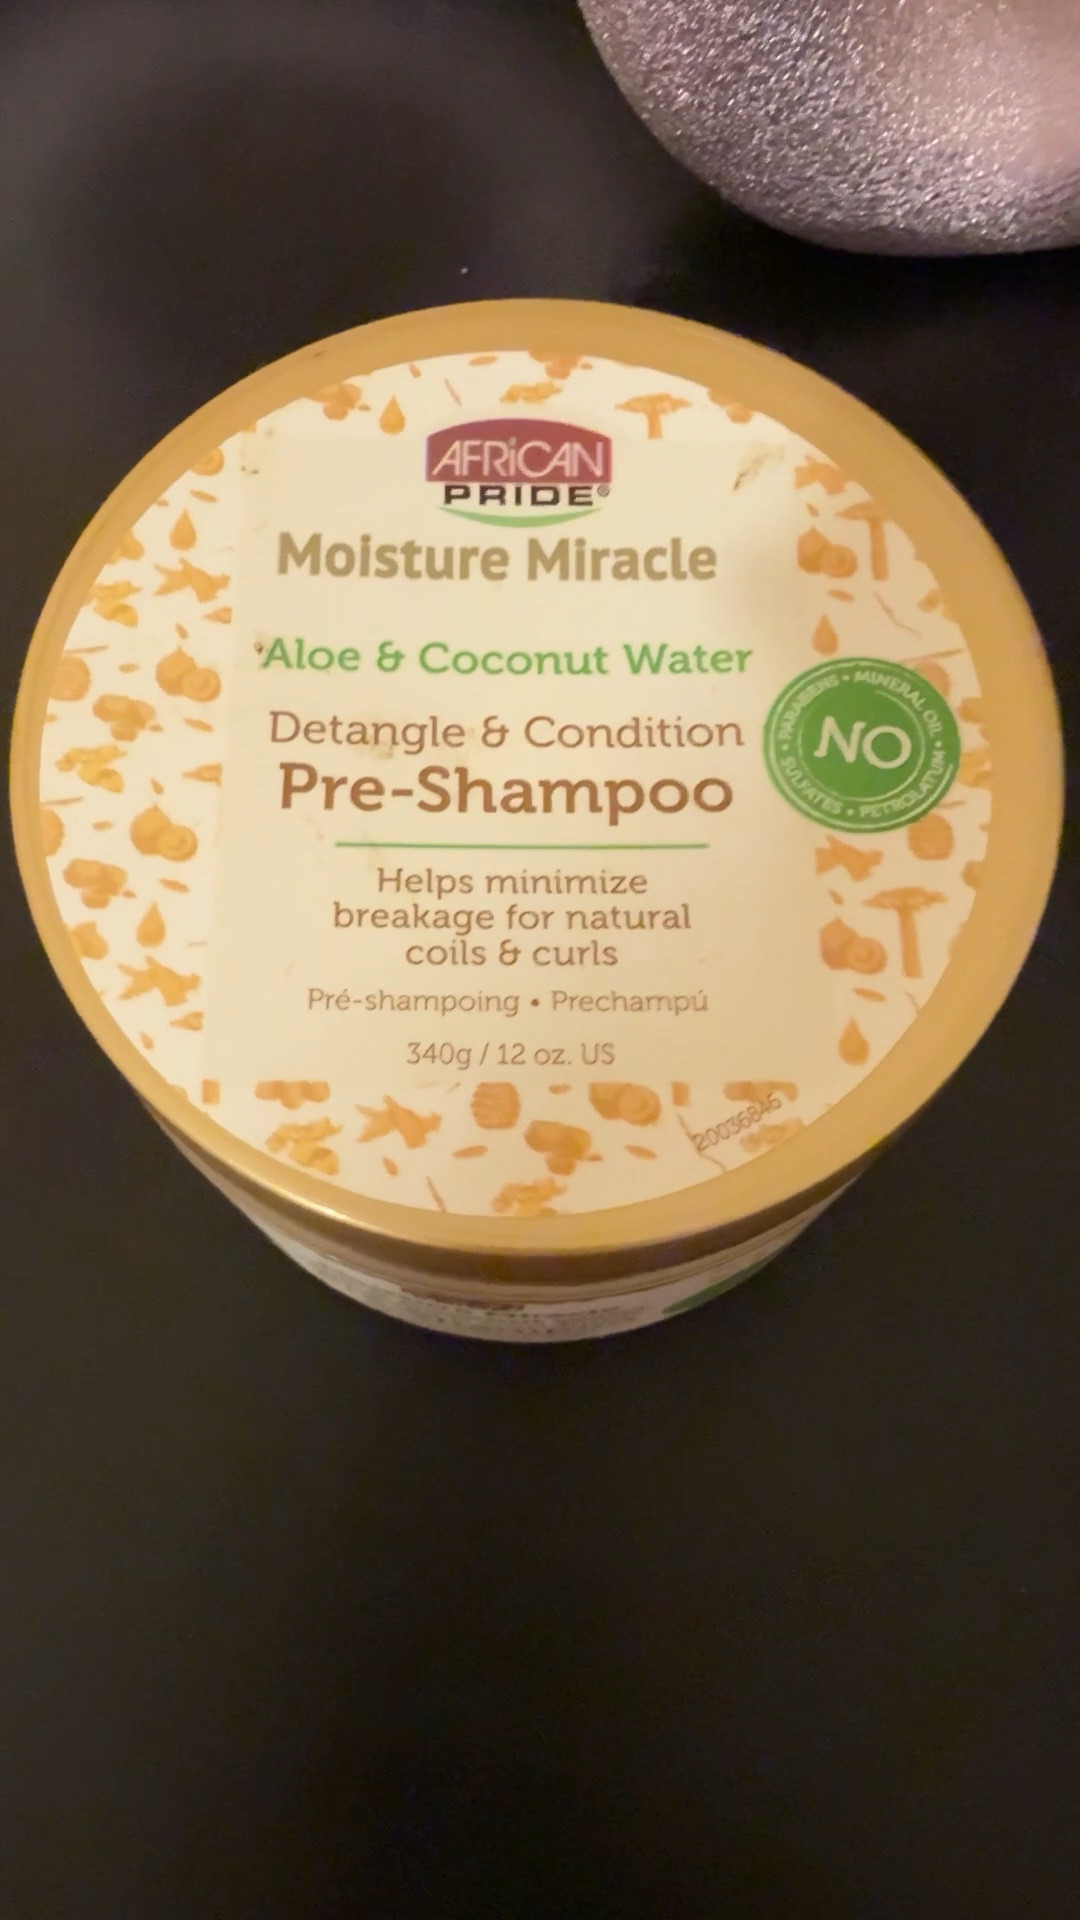 AFRICAN
PRIDE®
Moisture Miracle
Aloe & Coconut Water
Detangle & Condition
Pre-Shampoo
NO
PARABENS • MINERAL OIL • PETROLATUM • SULFATES •
Helps minimize
breakage for natural
coils & curls
Pré-shampoing • Prechampú
340g / 12 oz. US
20036846